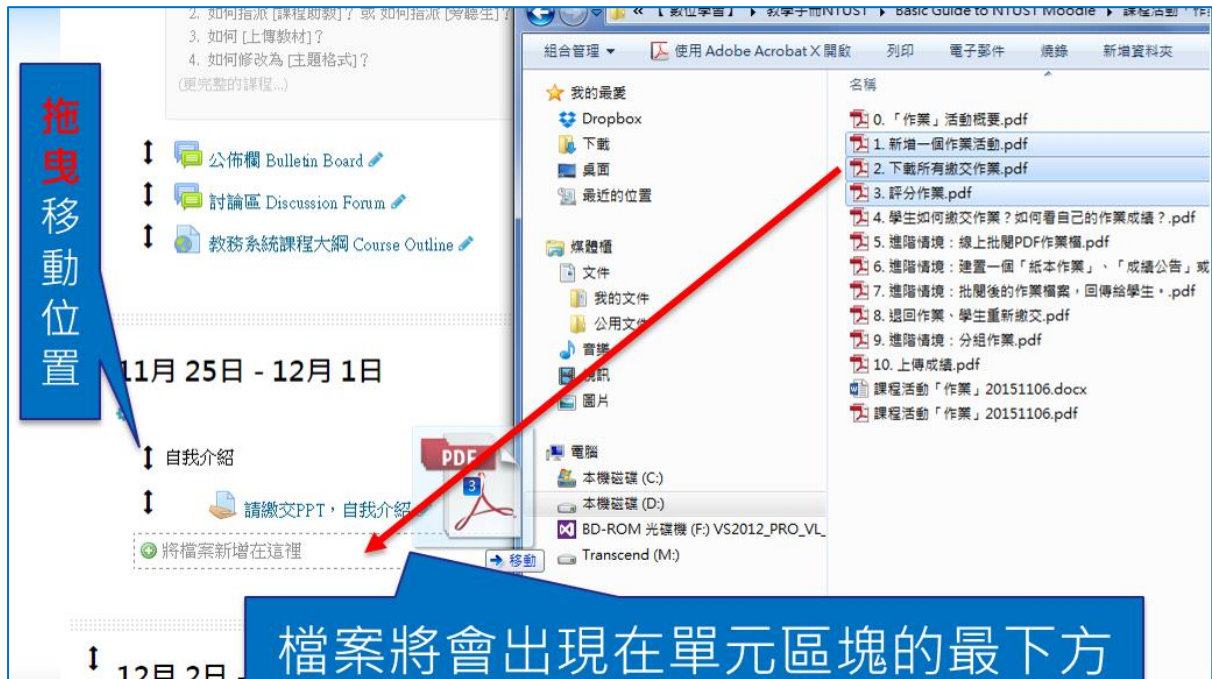 2. 如何指派 [課程助教]？ 或 如何指派 [旁聽生]？
3. 如何 [上傳教材]？
4. 如何修改為 [主題格式]？
(更完整的課程...)
拖曳移動位置
公佈欄 Bulletin Board
討論區 Discussion Forum
教務系統課程大綱 Course Outline
11月 25日 - 12月 1日
自我介紹
請繳交PPT，自我介紹
將檔案新增在這裡
12月 2日 -
PDF
3
移動
檔案將會出現在單元區塊的最下方
« 【 數位學習】 ▸ 教學手冊NTUST ▸ Basic Guide to NTUST Moodle ▸ 課程活動「作
組合管理
使用 Adobe Acrobat X 開啟
列印
電子郵件
燒錄
新增資料夾
我的最愛
Dropbox
下載
桌面
最近的位置
媒體櫃
文件
我的文件
公用文件
音樂
視訊
圖片
電腦
本機磁碟 (C:)
本機磁碟 (D:)
BD-ROM 光碟機 (F:) VS2012_PRO_VL_
Transcend (M:)
名稱
0. 「作業」活動概要.pdf
1. 新增一個作業活動.pdf
2. 下載所有繳交作業.pdf
3. 評分作業.pdf
4. 學生如何繳交作業？如何看自己的作業成績？.pdf
5. 進階情境：線上批閱PDF作業檔.pdf
6. 進階情境：建置一個「紙本作業」、「成績公告」或
7. 進階情境：批閱後的作業檔案，回傳給學生。.pdf
8. 退回作業、學生重新繳交.pdf
9. 進階情境：分組作業.pdf
10. 上傳成績.pdf
課程活動「作業」20151106.docx
課程活動「作業」20151106.pdf